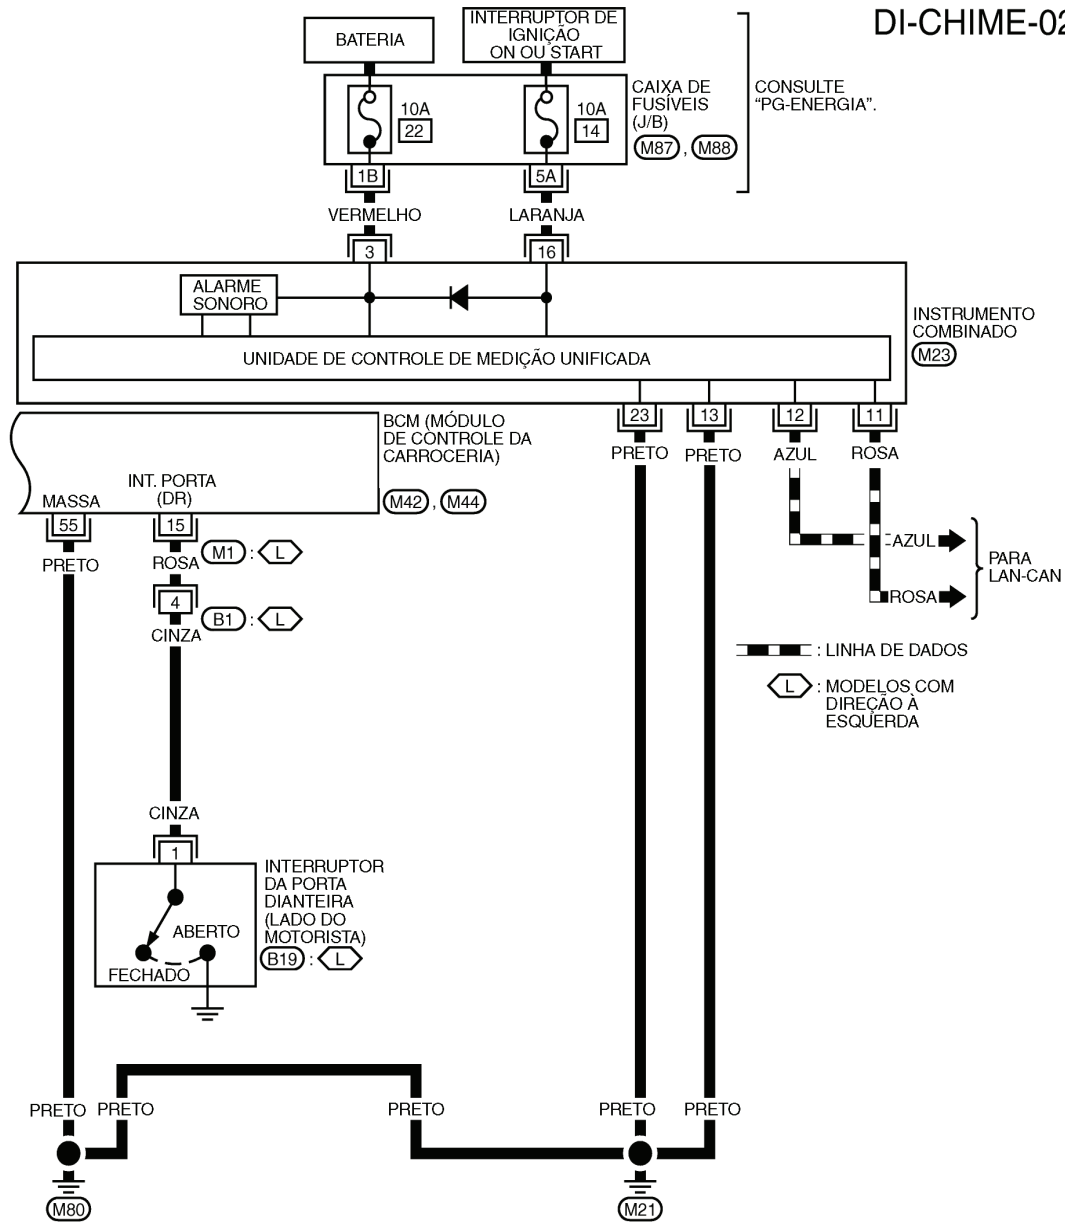 DI-CHIME-02
BATERIA
INTERRUPTOR DE
IGNIÇÃO
ON OU START
10A
22
10A
14
CAIXA DE
FUSÍVEIS
(J/B)
M87 , M88
CONSULTE
“PG-ENERGIA”.
1B
5A
VERMELHO
LARANJA
3
16
ALARME
SONORO
UNIDADE DE CONTROLE DE MEDIÇÃO UNIFICADA
INSTRUMENTO
COMBINADO
M23
23
13
12
11
PRETO
PRETO
AZUL
ROSA
BCM (MÓDULO
DE CONTROLE DA
CARROCERIA)
M42 , M44
MASSA
INT. PORTA
(DR)
55
15
PRETO
ROSA
M1 : L
4
B1 : L
CINZA
AZUL
ROSA
PARA
LAN-CAN
: LINHA DE DADOS
L : MODELOS COM
DIREÇÃO À
ESQUERDA
CINZA
1
INTERRUPTOR
DA PORTA
DIANTEIRA
(LADO DO
MOTORISTA)
B19 : L
ABERTO
FECHADO
PRETO
PRETO
PRETO
PRETO
PRETO
M80
M21